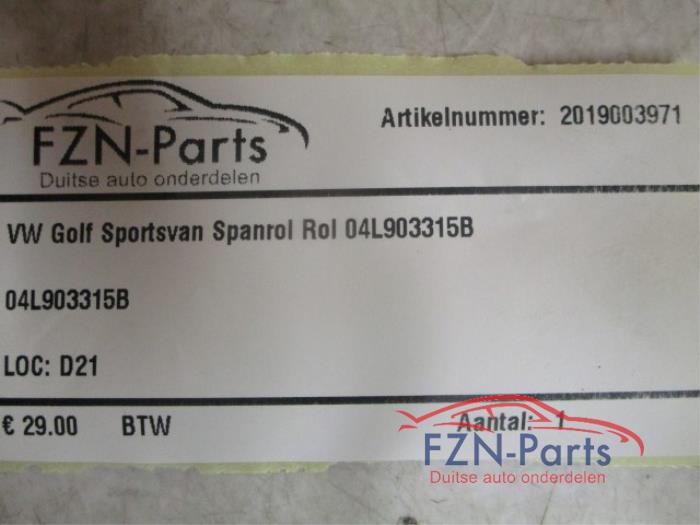 FZN-Parts
Duitse auto onderdelen
Artikelnummer: 2019003971
VW Golf Sportsvan Spanrol Rol 04L903315B
04L903315B
LOC: D21
€ 29.00 BTW Aantal: 1
FZN-Parts
Duitse auto onderdelen